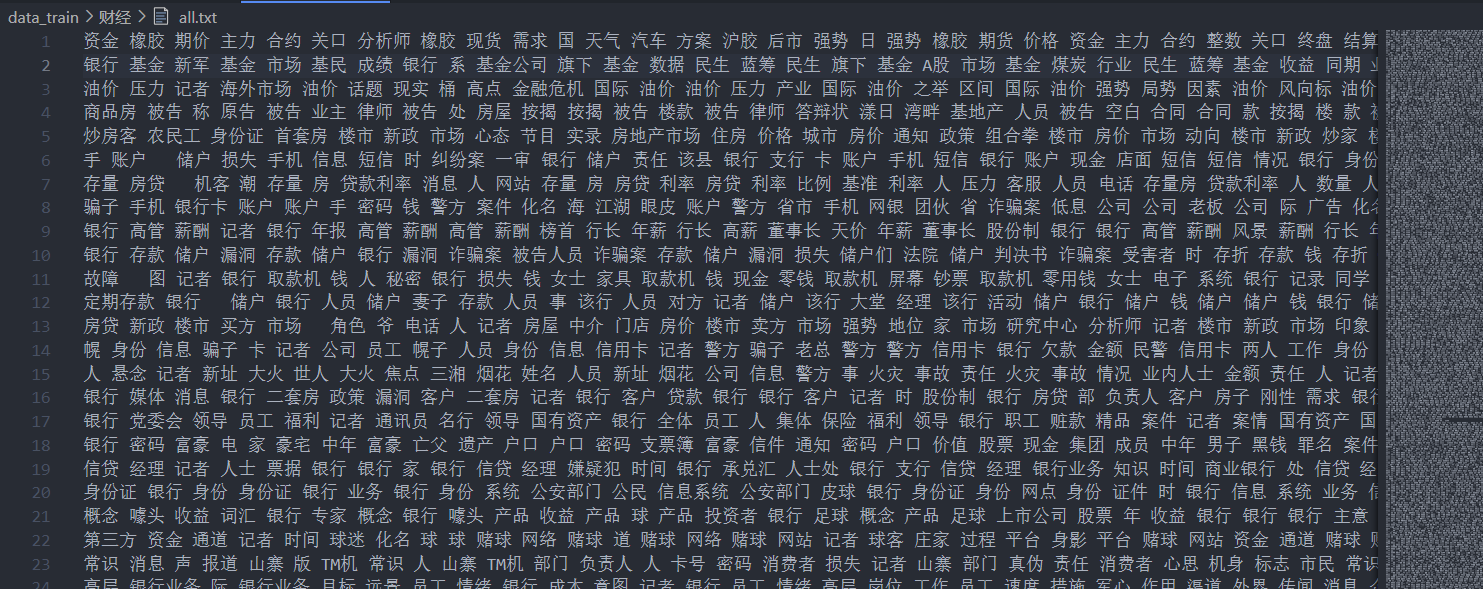 data_train > 财经 > all.txt
1 资金 橡胶 期价 主力 合约 关口 分析师 橡胶 现货 需求 国 天气 汽车 方案 沪胶 后市 强势 日 强势 橡胶 期货 价格 资金 主力 合约 整数 关口 终盘 结算
2 银行 基金 新军 基金 市场 基民 成绩 银行 系 基金公司 旗下 基金 数据 民生 蓝筹 民生 旗下 基金 A股 市场 基金 煤炭 行业 民生 蓝筹 基金 收益 同期
3 油价 压力 记者 海外市场 油价 话题 现实 桶 高点 金融危机 国际 油价 油价 压力 产业 国际 油价 之举 区间 国际 油价 强势 局势 因素 油价 风向标 油价
4 商品房 被告 称 原告 被告 业主 律师 被告 处 房屋 按揭 按揭 被告 楼款 被告 律师 答辩状 漾日 湾畔 基地产 人员 被告 空白 合同 合同 款 按揭 楼 款
5 炒房客 农民工 身份证 首套房 楼市 新政 市场 心态 节目 实录 房地产市场 住房 价格 城市 房价 通知 政策 组合拳 楼市 房价 市场 动向 楼市 新政 炒家
6 手 账户 储户 损失 手机 信息 短信 时 纠纷案 一审 银行 储户 责任 该县 银行 支行 卡 账户 手机 短信 银行 账户 现金 店面 短信 短信 情况 银行 身份
7 存量 房贷 机客 潮 存量 房 贷款利率 消息 人 网站 存量 房 房贷 利率 房贷 利率 比例 基准 利率 人 压力 客服 人员 电话 存量房 贷款利率 人 数量 人
8 骗子 手机 银行卡 账户 账户 手 密码 钱 警方 案件 化名 海 江湖 眼皮 账户 警方 省市 手机 网银 团伙 省 诈骗案 低息 公司 公司 老板 公司 际 广告 化名
9 银行 高管 薪酬 记者 银行 年报 高管 薪酬 高管 薪酬 榜首 行长 年薪 行长 高薪 董事长 天价 年薪 董事长 股份制 银行 银行 高管 薪酬 风景 薪酬 行长 年
10 银行 存款 储户 漏洞 存款 储户 银行 漏洞 诈骗案 被告人员 诈骗案 存款 储户 漏洞 损失 储户们 法院 储户 判决书 诈骗案 受害者 时 存折 存款 钱 存折
11 故障 图 记者 银行 取款机 钱 人 秘密 银行 损失 钱 女士 家具 取款机 钱 现金 零钱 取款机 屏幕 钞票 取款机 零用钱 女士 电子 系统 银行 记录 同学
12 定期存款 银行 储户 银行 人员 储户 妻子 存款 人员 事 该行 人员 对方 记者 储户 该行 大堂 经理 该行 活动 储户 银行 储户 钱 储户 储户 钱 银行 储
13 房贷 新政 楼市 买方 市场 角色 爷 电话 人 记者 房屋 中介 门店 房价 楼市 卖方 市场 强势 地位 家 市场 研究中心 分析师 记者 楼市 新政 市场 印象
14 幌 身份 信息 骗子 卡 记者 公司 员工 幌子 人员 身份 信息 信用卡 记者 警方 骗子 老总 警方 警方 信用卡 银行 欠款 金额 民警 信用卡 两人 工作 身份
15 人 悬念 记者 新址 大火 世人 大火 焦点 三湘 烟花 姓名 人员 新址 烟花 公司 信息 警方 事 火灾 事故 责任 火灾 事故 情况 业内人士 金额 责任 人 记者
16 银行 媒体 消息 银行 二套房 政策 漏洞 客户 二套房 记者 银行 客户 贷款 银行 银行 客户 记者 时 股份制 银行 房贷 部 负责人 客户 房子 刚性 需求 银行
17 银行 党委会 领导 员工 福利 记者 通讯员 名行 领导 国有资产 银行 全体 员工 人 集体 保险 福利 领导 银行 职工 赃款 精品 案件 记者 案情 国有资产 国
18 银行 密码 富豪 电 家 豪宅 中年 富豪 亡父 遗产 户口 户口 密码 支票簿 富豪 信件 通知 密码 户口 价值 股票 现金 集团 成员 中年 男子 黑钱 罪名 案件
19 信贷 经理 记者 人士 票据 银行 银行 家 银行 信贷 经理 嫌疑犯 时间 银行 承兑汇 人士处 银行 支行 信贷 经理 银行业务 知识 时间 商业银行 处 信贷 经
20 身份证 银行 身份 身份证 银行 业务 银行 身份 系统 公安部门 公民 信息系统 公安部门 皮球 银行 身份证 身份 网点 身份 证件 时 银行 信息 系统 业务 信
21 概念 噱头 收益 词汇 银行 专家 概念 银行 噱头 产品 收益 产品 球 产品 投资者 银行 足球 概念 产品 足球 上市公司 股票 年 收益 银行 银行 银行 主意
22 第三方 资金 通道 记者 时间 球迷 化名 球 球 赌球 网络 赌球 道 赌球 网络 赌球 网站 记者 球客 庄家 过程 平台 身影 平台 赌球 网站 资金 通道 赌球
23 常识 消息 声 报道 山寨 版 TM机 常识 人 山寨 TM机 部门 负责人 人 卡号 密码 消费者 损失 记者 山寨 部门 真伪 责任 消费者 心思 机身 标志 市民 常识
24 高层 银行业务 际 银行业务 目标 远景 员工 情绪 银行 成本 意图 记者 银行 员工 情绪 高层 岗位 工作 员工 速度 措施 军心 作用 渠道 外界 传闻 消息